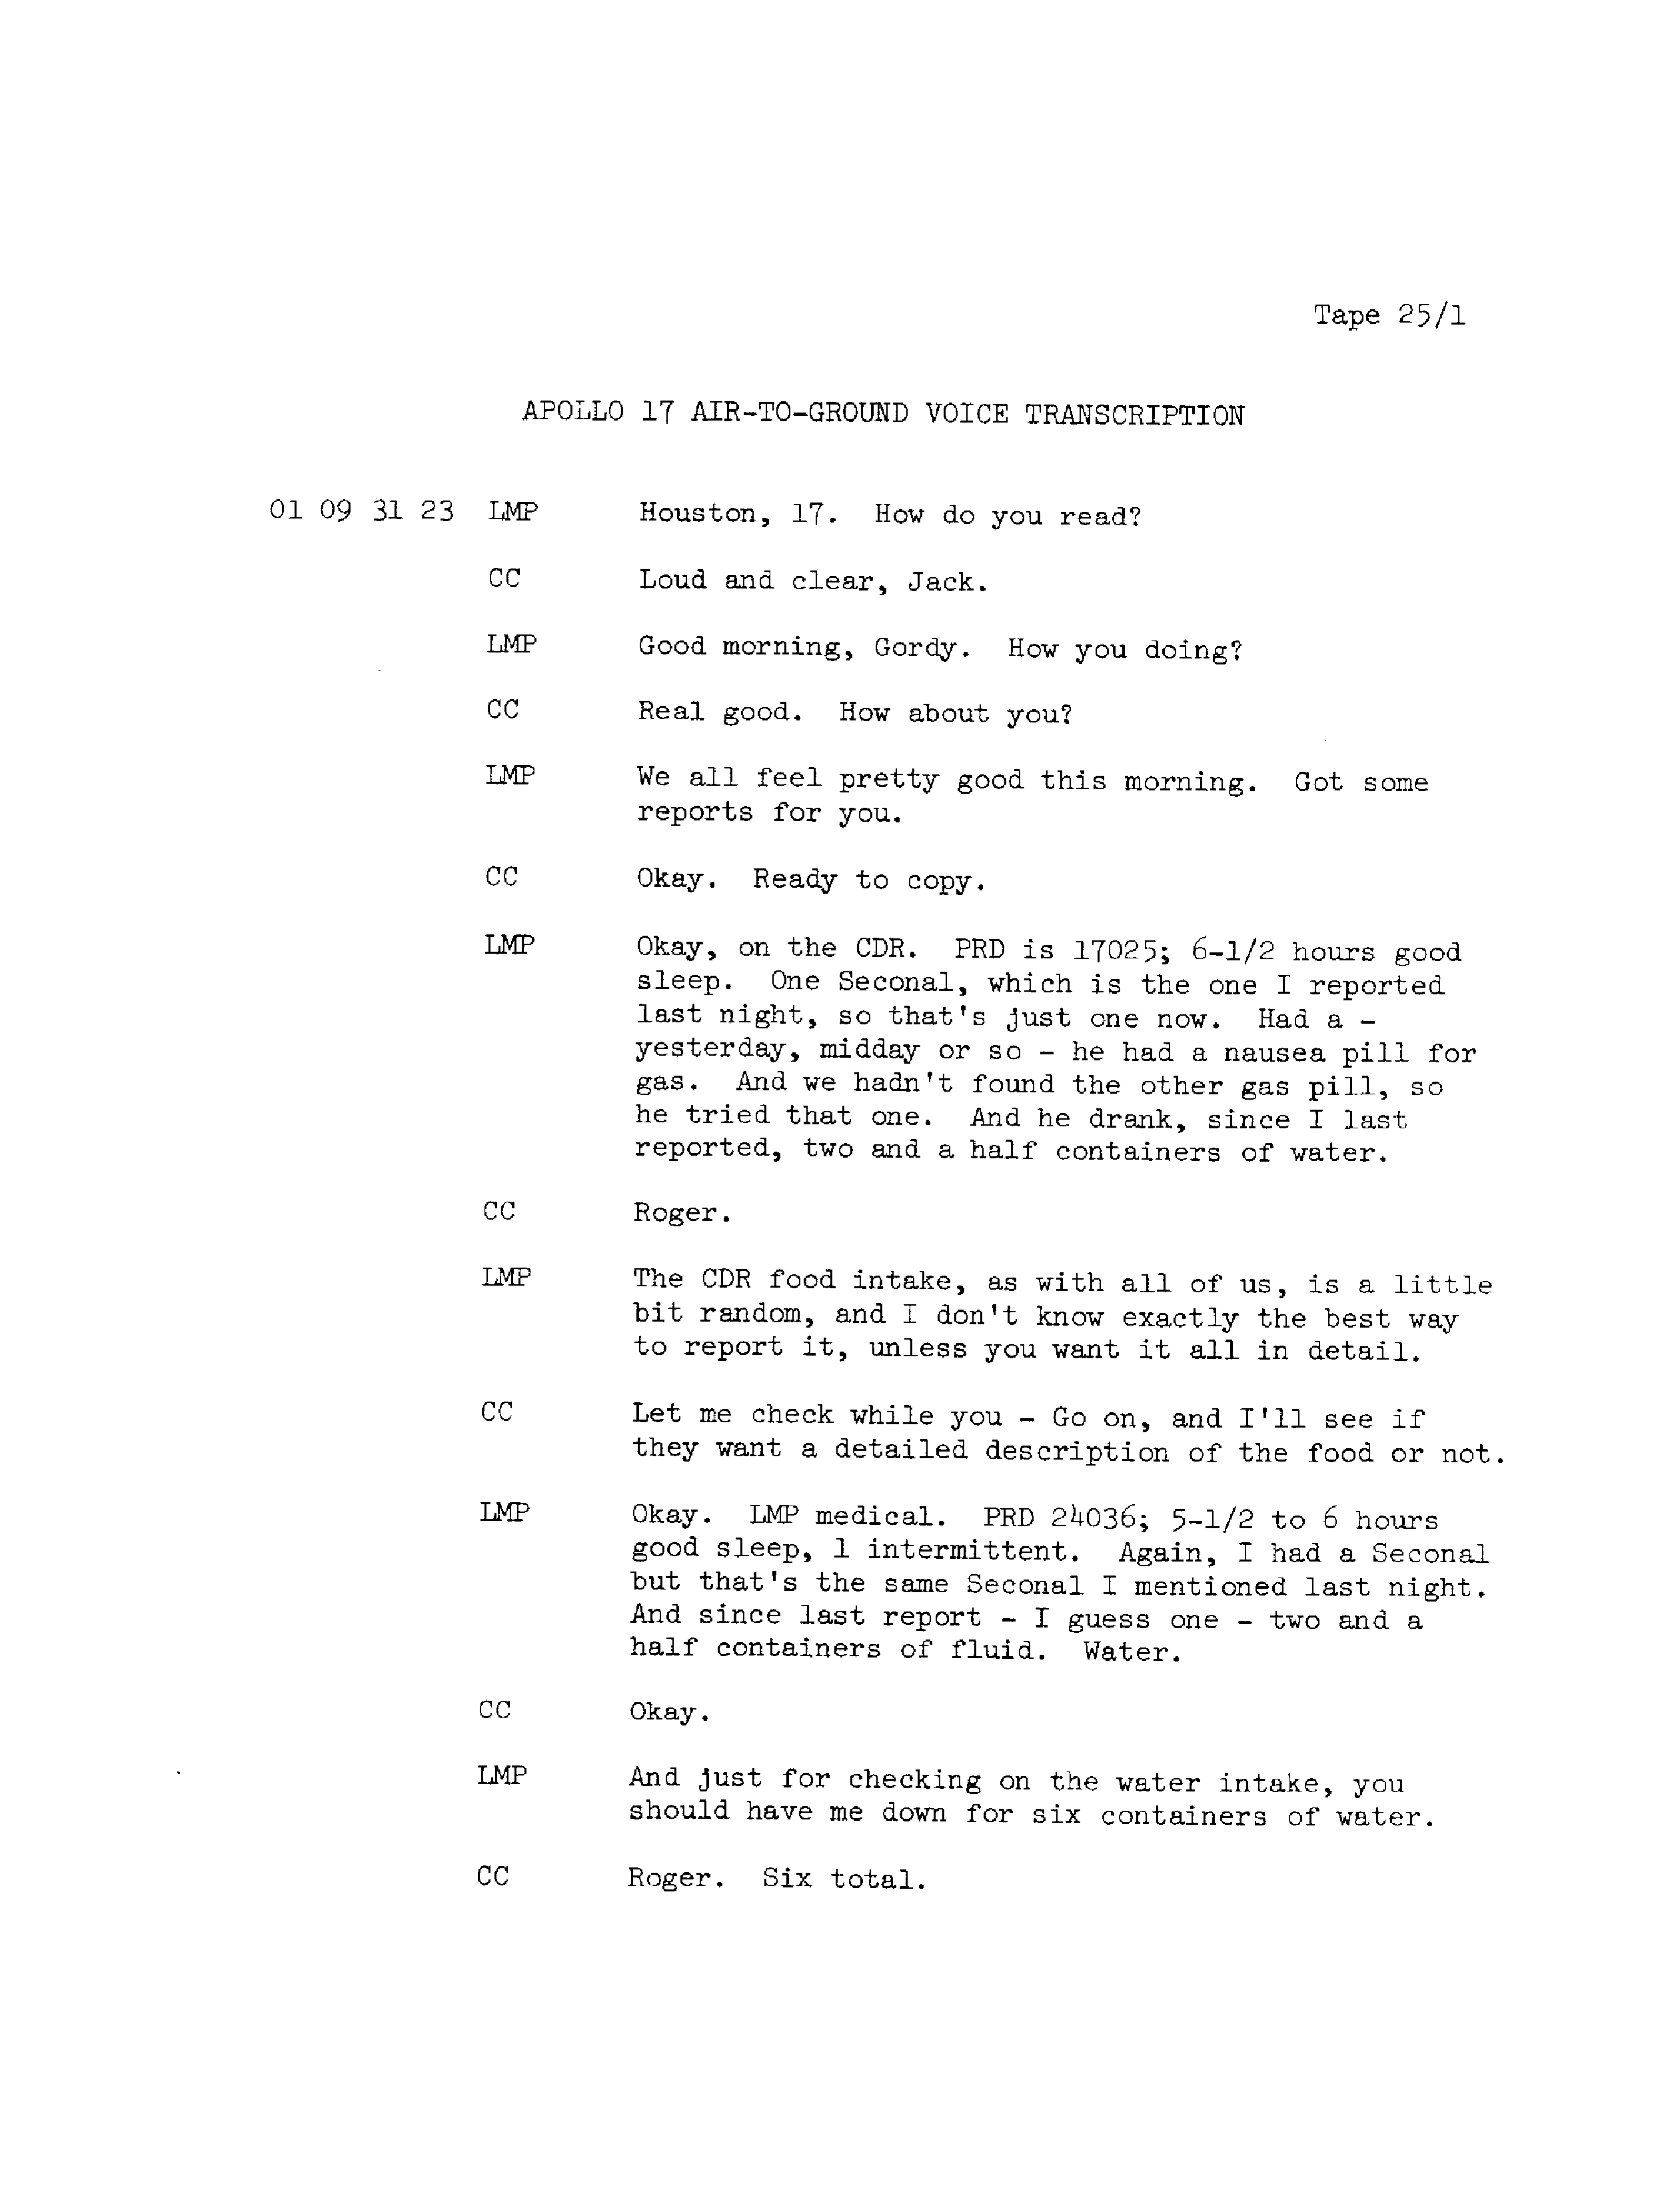 Tape 25/1
APOLLO 17 AIR-TO-GROUND VOICE TRANSCRIPTION
01 09 31 23 LMP Houston, 17. How do you read?
CC Loud and clear, Jack.
LMP Good morning, Gordy. How you doing?
CC Real good. How about you?
LMP We all feel pretty good this morning. Got some
reports for you.
CC Okay. Ready to copy.
LMP Okay, on the CDR. PRD is 17025; 6-1/2 hours good
sleep. One Seconal, which is the one I reported
last night, so that's just one now. Had a -
yesterday, midday or so - he had a nausea pill for
gas. And we hadn't found the other gas pill, so
he tried that one. And he drank, since I last
reported, two and a half containers of water.
CC Roger.
LMP The CDR food intake, as with all of us, is a little
bit random, and I don't know exactly the best way
to report it, unless you want it all in detail.
CC Let me check while you - Go on, and I'll see if
they want a detailed description of the food or not.
LMP Okay. LMP medical. PRD 24036; 5-1/2 to 6 hours
good sleep, 1 intermittent. Again, I had a Seconal
but that's the same Seconal I mentioned last night.
And since last report - I guess one - two and a
half containers of fluid. Water.
CC Okay.
LMP And just for checking on the water intake, you
should have me down for six containers of water.
CC Roger. Six total.